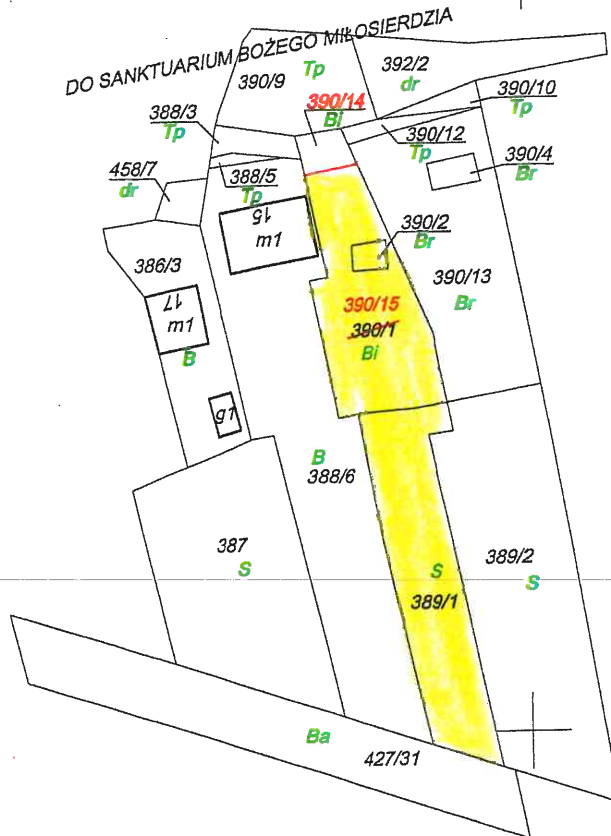 DO SANKTUARIUM BOŻEGO MIŁOSIERDZIA
390/9
Tp
392/2
dr
390/14
Bi
390/10
Tp
388/3
Tp
390/12
Tp
390/4
Br
458/7
dr
388/5
Tp
15
m1
390/2
Br
386/3
390/13
Br
17
m1
B
390/15
390/1
Bi
g1
B
388/6
387
S
S
389/1
389/2
S
Ba
427/31